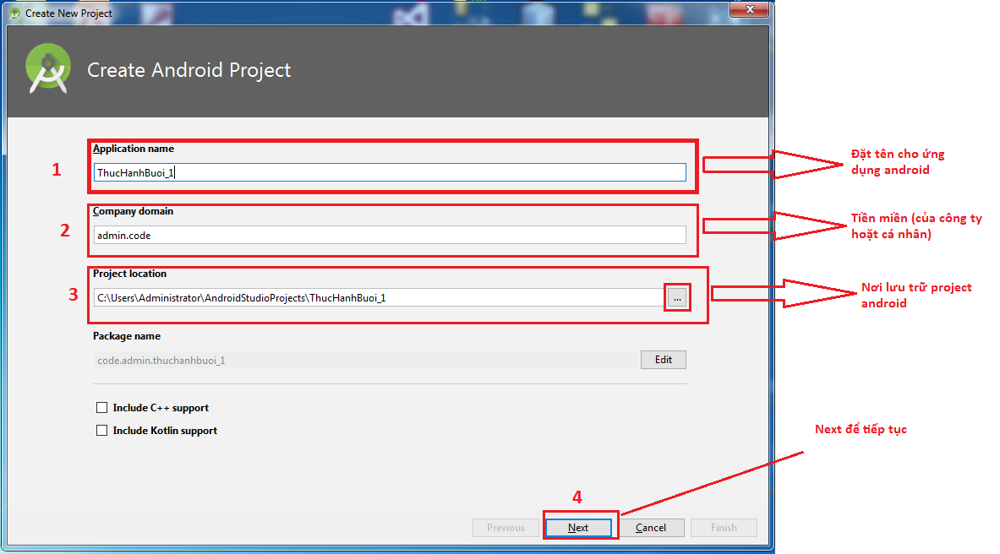 Create New Project
Create Android Project
Application name
1
ThucHanhBuoi_1
Đặt tên cho ứng
dụng android
Company domain
2
admin.code
Tiền miền (của công ty
hoặt cá nhân)
Project location
3
C:\Users\Administrator\AndroidStudioProjects\ThucHanhBuoi_1
...
Nơi lưu trữ project
android
Package name
code.admin.thuchanhbuoi_1
Edit
Include C++ support
Include Kotlin support
Next để tiếp tục
4
Previous
Next
Cancel
Finish